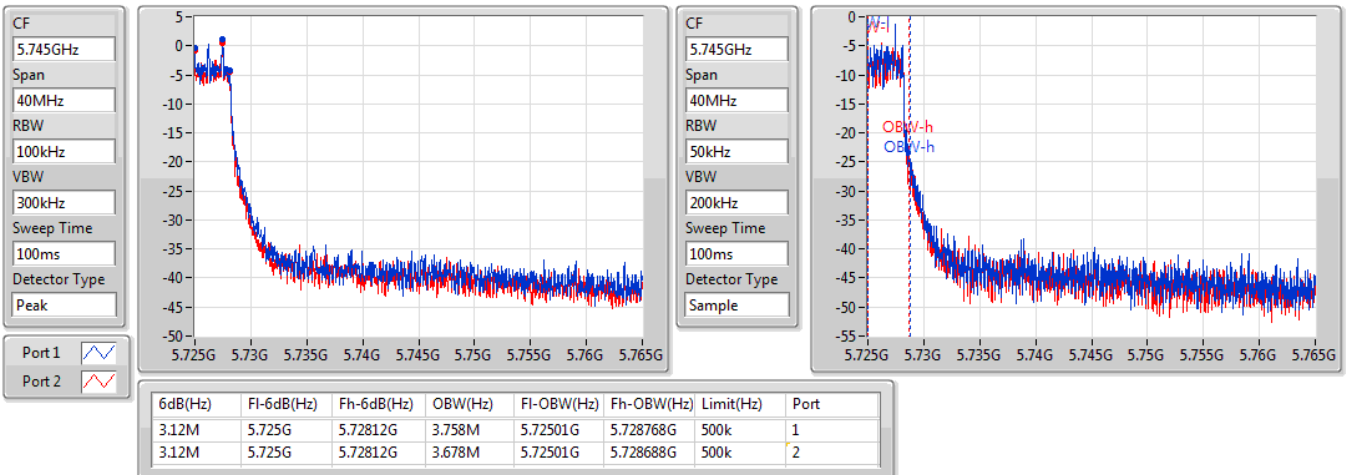 CF
5.745GHz
Span
40MHz
RBW
100kHz
VBW
300kHz
Sweep Time
100ms
Detector Type
Peak
Port 1
Port 2
5
0
-5
-10
-15
-20
-25
-30
-35
-40
-45
-50
5.725G 5.73G 5.735G 5.74G 5.745G 5.75G 5.755G 5.76G 5.765G
CF
5.745GHz
Span
40MHz
RBW
50kHz
VBW
200kHz
Sweep Time
100ms
Detector Type
Sample
0
-5
-10
-15
-20
-25
-30
-35
-40
-45
-50
-55
OBW-h
OBW-h
5.725G 5.73G 5.735G 5.74G 5.745G 5.75G 5.755G 5.76G 5.765G
6dB(Hz) Fl-6dB(Hz) Fh-6dB(Hz) OBW(Hz) Fl-OBW(Hz) Fh-OBW(Hz) Limit(Hz) Port
3.12M 5.725G 5.72812G 3.758M 5.72501G 5.728768G 500k 1
3.12M 5.725G 5.72812G 3.678M 5.72501G 5.728688G 500k 2